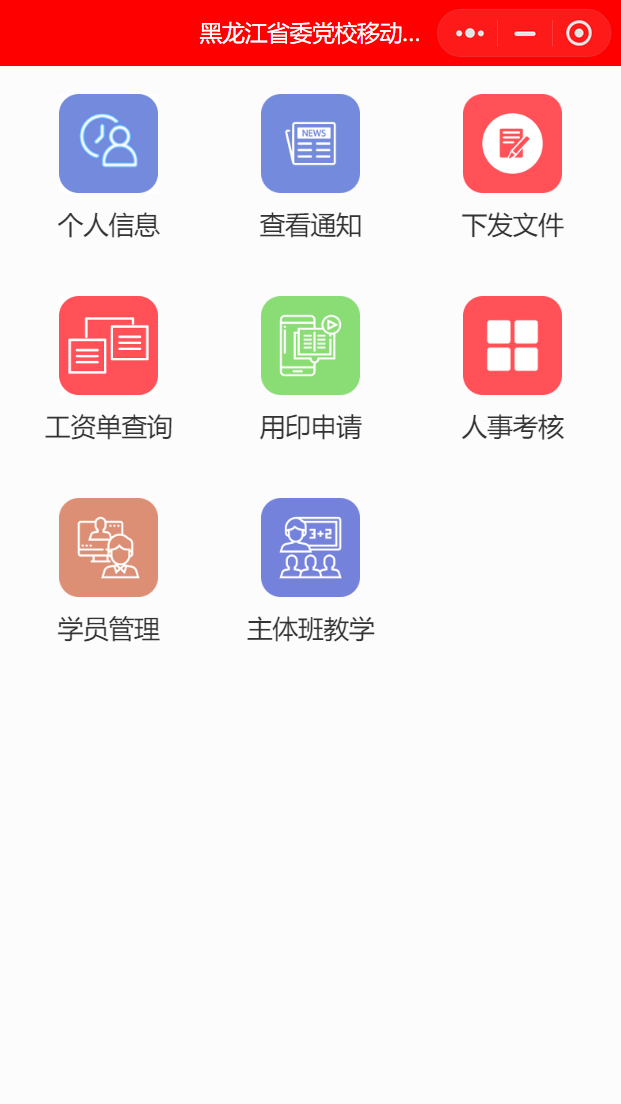 黑龙江省委党校移动...
NEWS
个人信息
查看通知
下发文件
工资单查询
用印申请
人事考核
3+2
学员管理
主体班教学